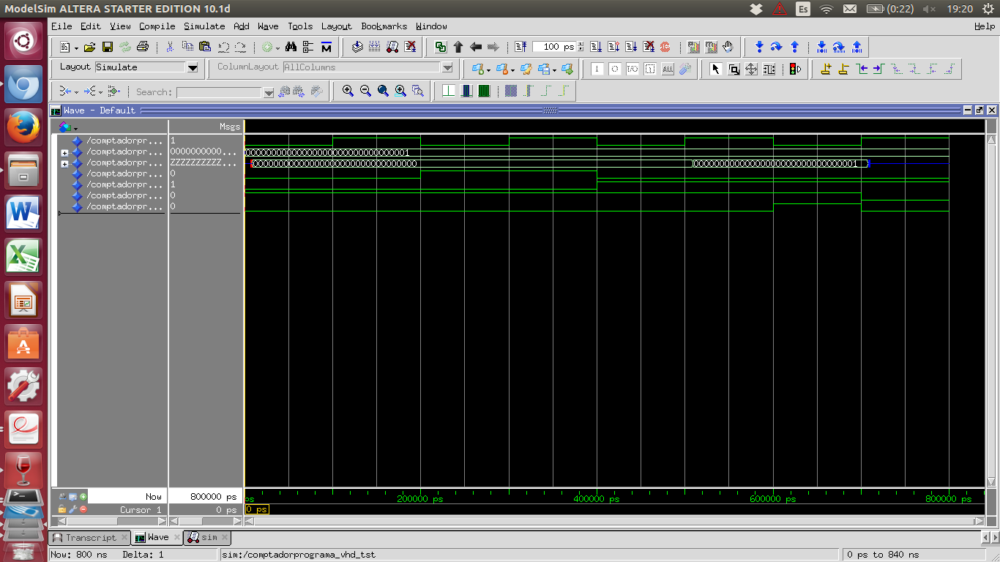 ModelSim ALTERA STARTER EDITION 10.1d Es (0:22) 19:20
File Edit View Compile Simulate Add Wave Tools Layout Bookmarks Window Help
100 ps
Layout Simulate ColumnLayout AllColumns
Search:
Wave - Default
Msgs
/comptadorpr... 1
/comptadorpr... 0000000000... 
/comptadorpr... ZZZZZZZZZZ...
/comptadorpr... 0
/comptadorpr... 1
/comptadorpr... 0
/comptadorpr... 0
Now 800000 ps ps 200000 ps 400000 ps 600000 ps 800000 ps
Cursor 1 0 ps 0 ps
Transcript Wave sim
Now: 800 ns Delta: 1 sim:/comptadorprograma_vhd_tst 0 ps to 840 ns